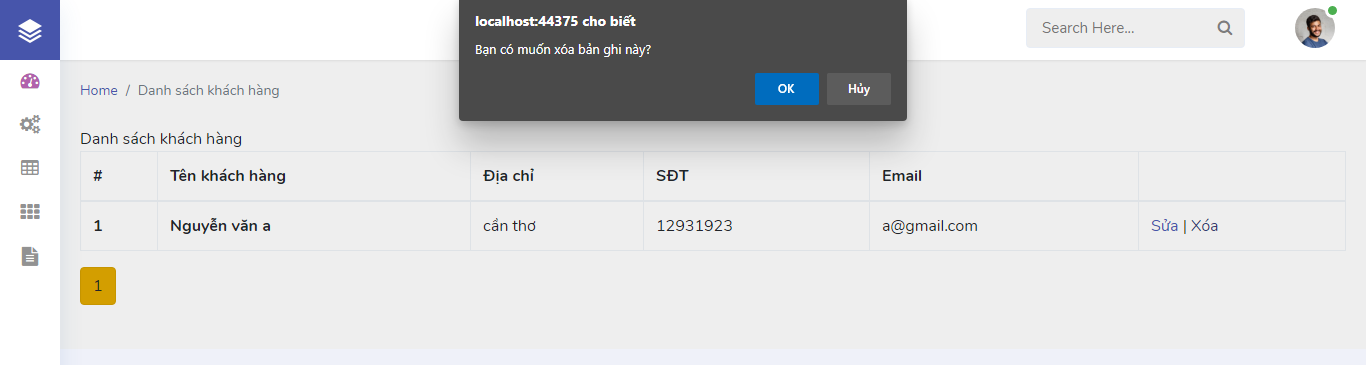 localhost:44375 cho biết
Bạn có muốn xóa bản ghi này?
OK Hủy
Search Here...
Home / Danh sách khách hàng
Danh sách khách hàng
# Tên khách hàng Địa chỉ SĐT Email
1 Nguyễn văn a cần thơ 12931923 a@gmail.com Sửa | Xóa
1